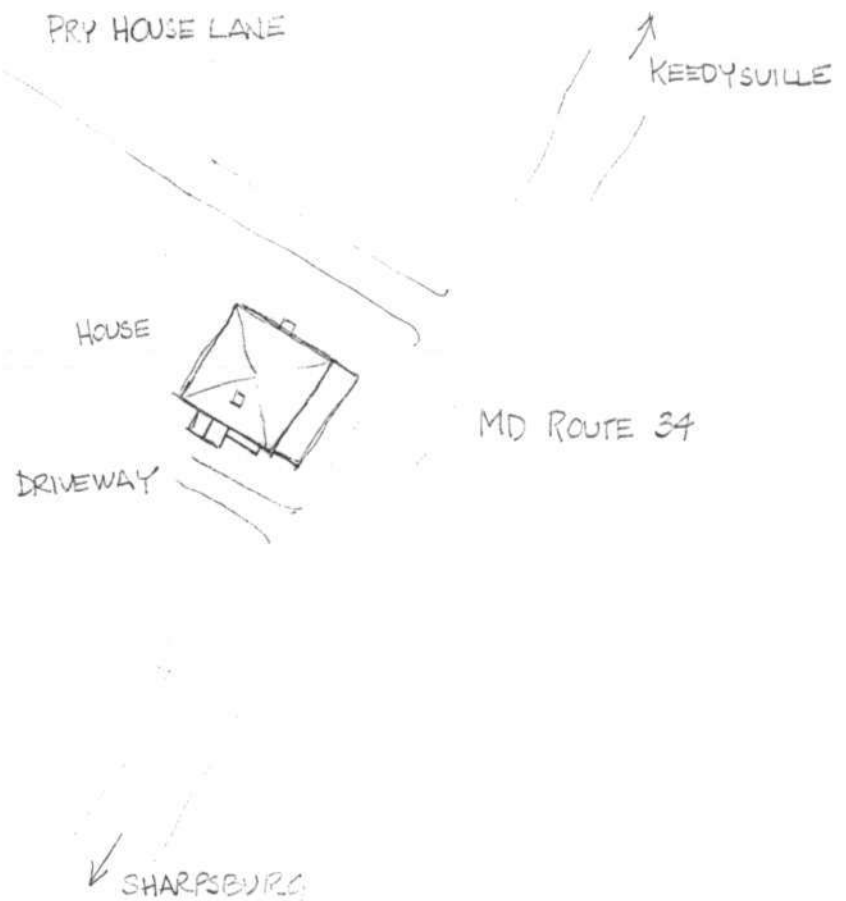 PRY HOUSE LANE
KEEDYSVILLE
HOUSE
MD ROUTE 34
DRIVEWAY
SHARPSBURG